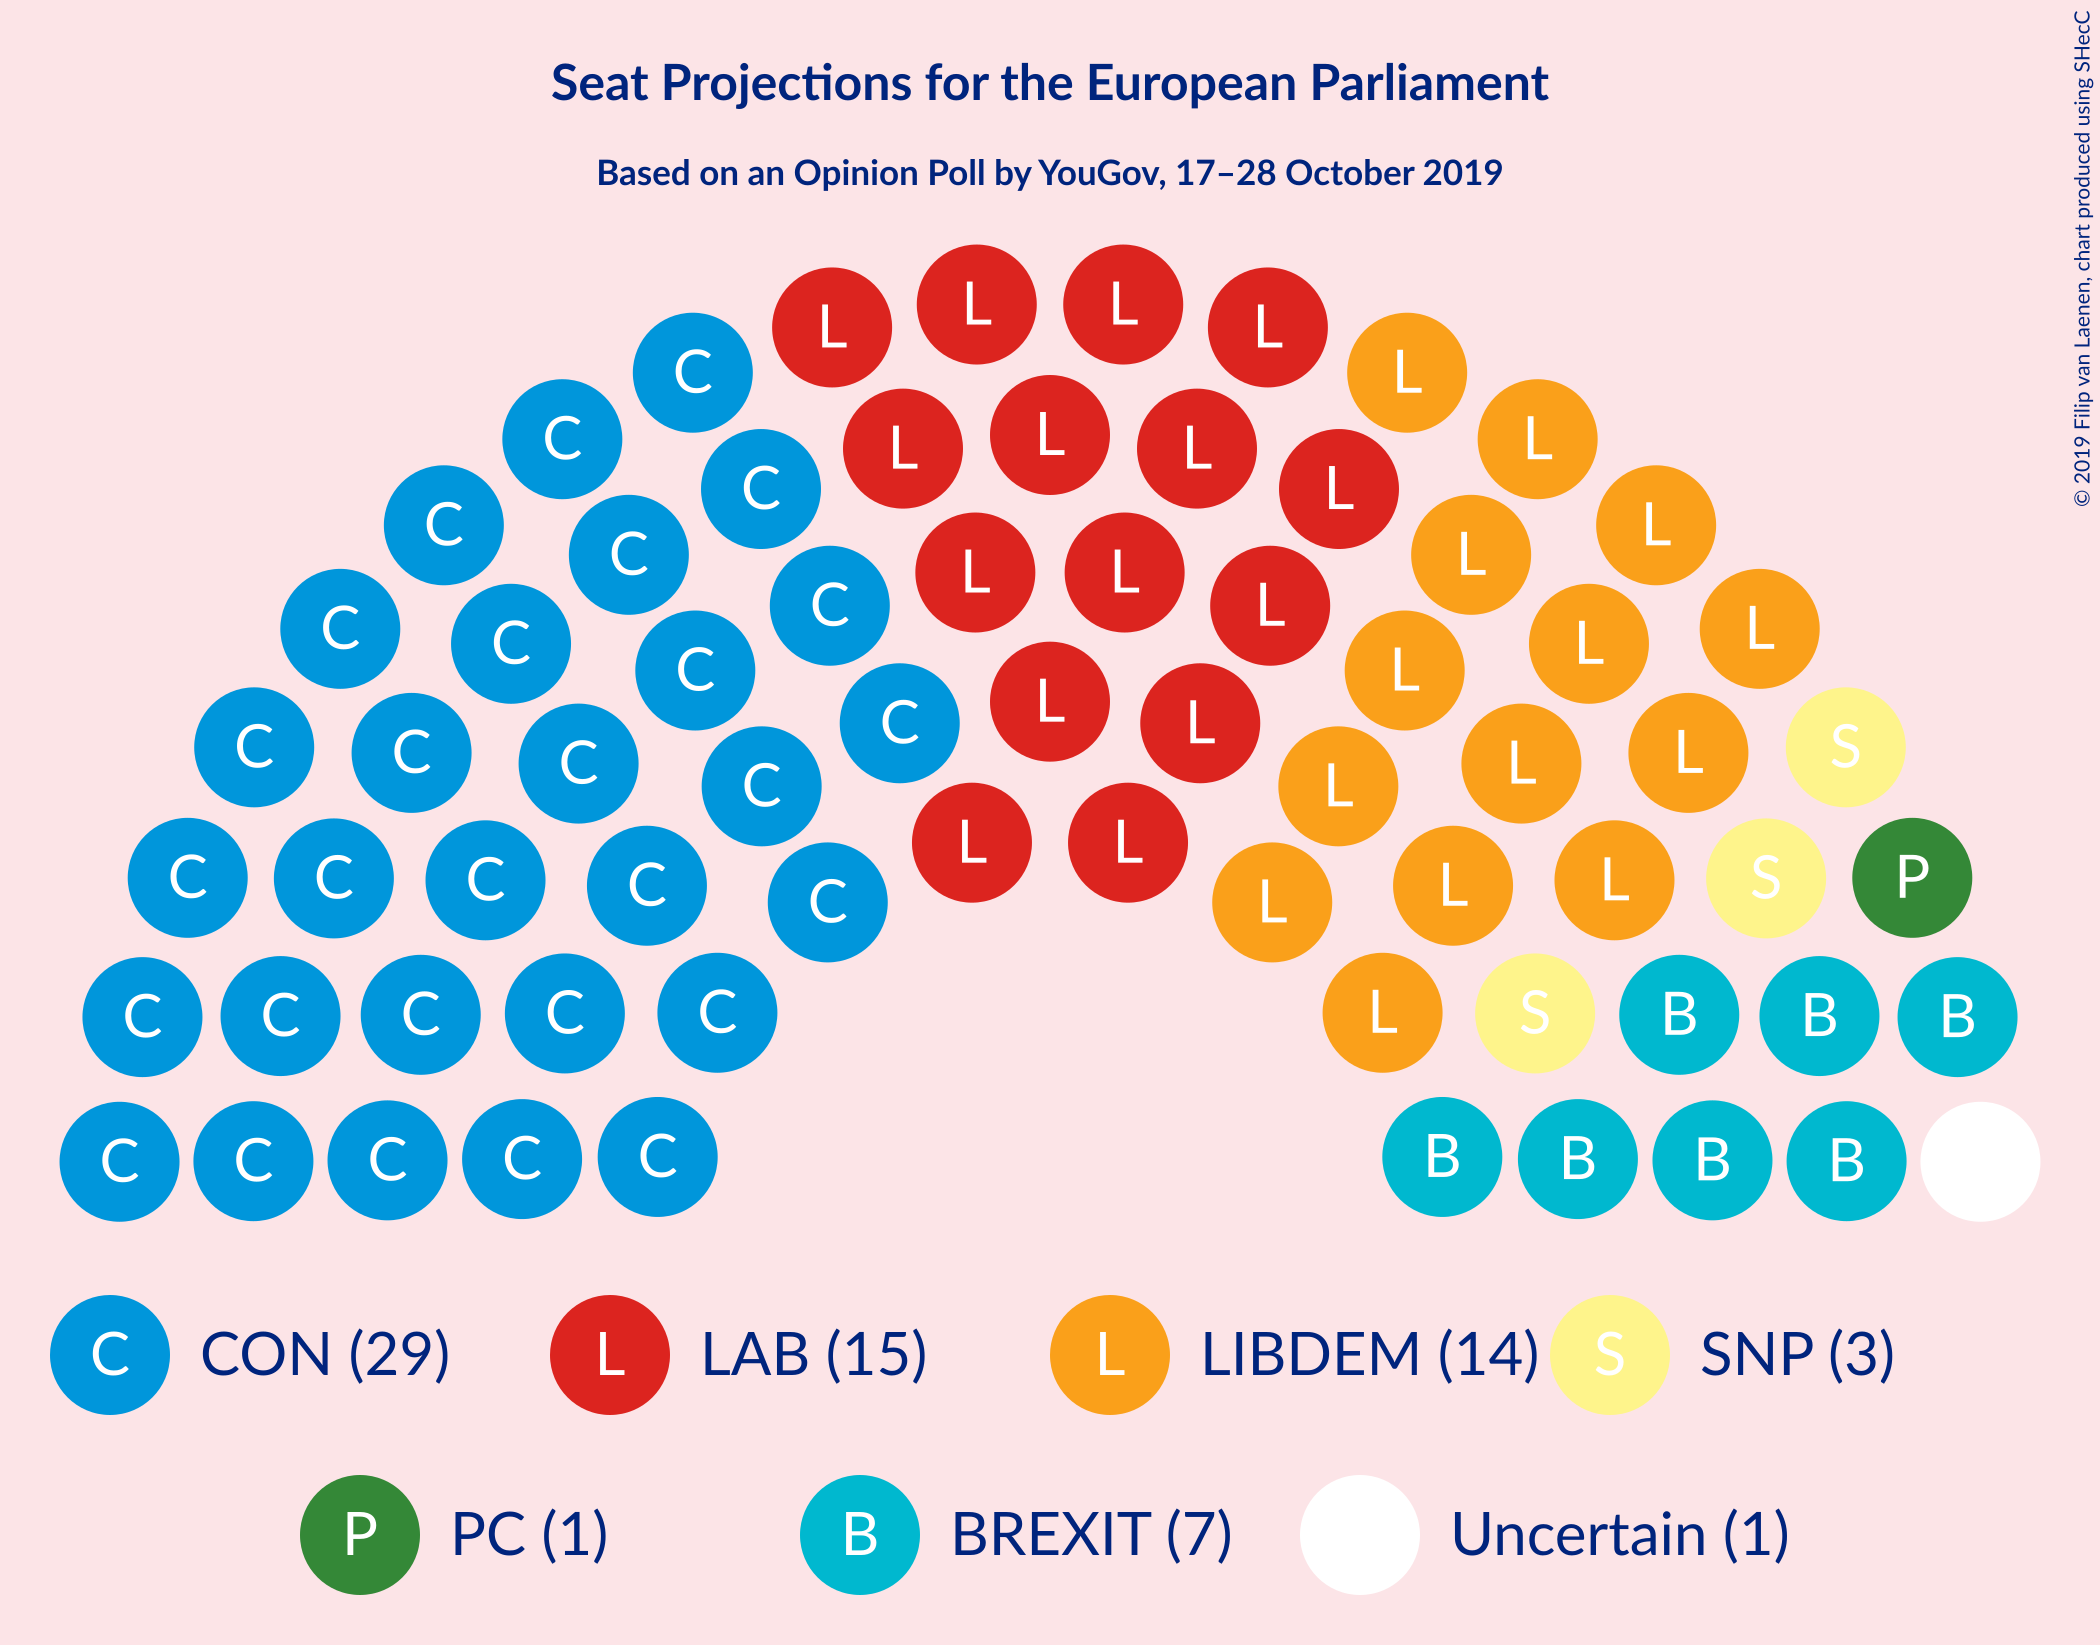 Seat Projections for the European Parliament
Based on an Opinion Poll by YouGov, 17–28 October 2019
© 2019 Filip van Laenen, chart produced using SHecC
L L L L
C C L L
C L L L C
C C L L L
C L L C L
C C L L
C C L L L
C C C L L S
C C L L
C C C C L L S P
C L
C C C C C L S B B B
C C C C C B B B B
C CON (29) L LAB (15) L LIBDEM (14) S SNP (3)
P PC (1) B BREXIT (7) Uncertain (1)